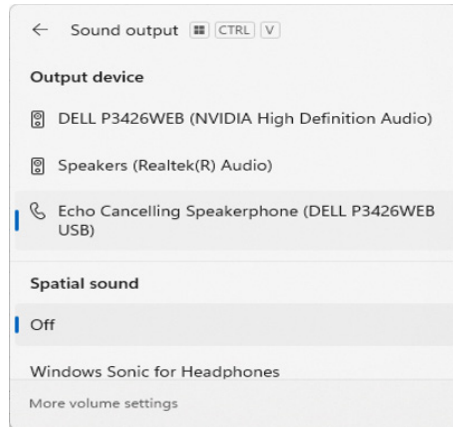 Sound output CTRL V
Output device
DELL P3426WEB (NVIDIA High Definition Audio)
Speakers (Realtek(R) Audio)
Echo Cancelling Speakerphone (DELL P3426WEB
USB)
Spatial sound
Off
Windows Sonic for Headphones
More volume settings